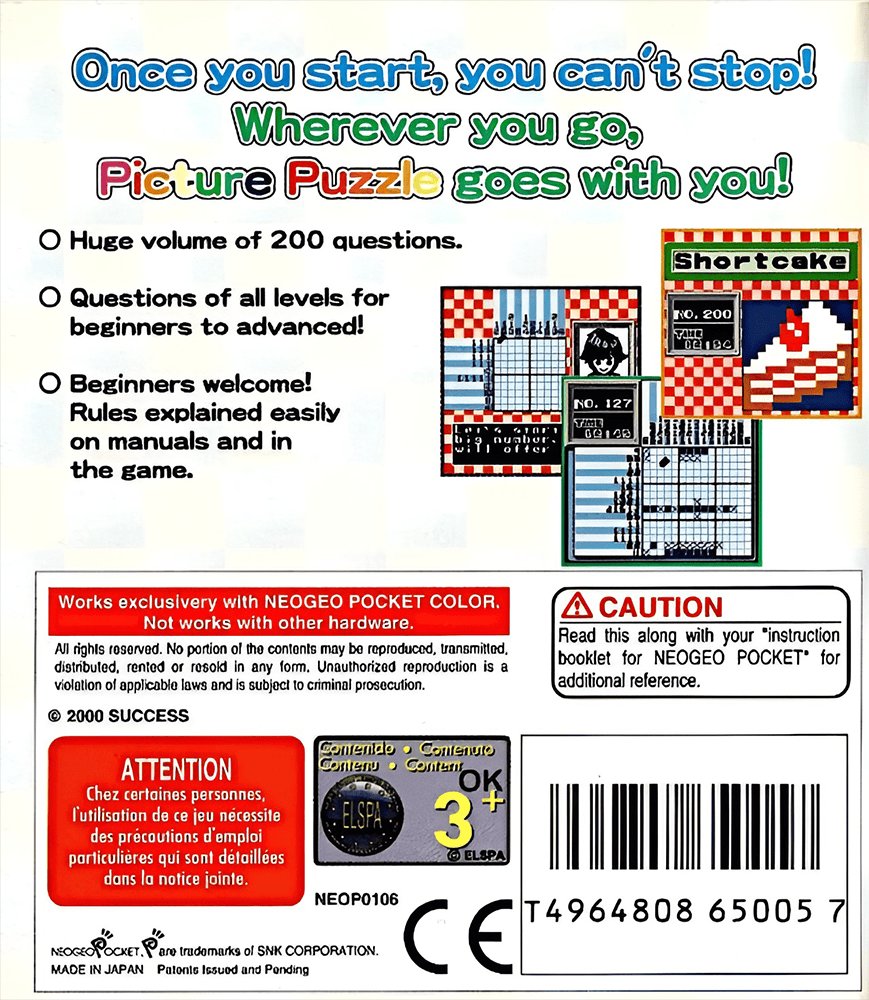 Once you start, you can't stop!
Wherever you go,
Picture Puzzle goes with you!
Huge volume of 200 questions.
Questions of all levels for
beginners to advanced!
Beginners welcome!
Rules explained easily
on manuals and in
the game.
Shortcake
NO. 200
TIME
NO. 127
TIME
big numbers
will offer
Works exclusively with NEOGEO POCKET COLOR.
Not works with other hardware.
All rights reserved. No portion of the contents may be reproduced, transmitted,
distributed, rented or resold in any form. Unauthorized reproduction is a
violation of applicable laws and is subject to criminal prosecution.
© 2000 SUCCESS
CAUTION
Read this along with your "instruction
booklet for NEOGEO POCKET" for
additional reference.
ATTENTION
Chez certaines personnes,
l'utilisation de ce jeu nécessite
des précautions d'emploi
particulières qui sont détaillées
dans la notice jointe.
Contenido • Contenuto
Contenu • Content
OK
3+
ELSPA
© ELSPA
NEOP0106
CE
T4964808 65005 7
NEOGEO POCKET, P are trademarks of SNK CORPORATION.
MADE IN JAPAN Patents Issued and Pending